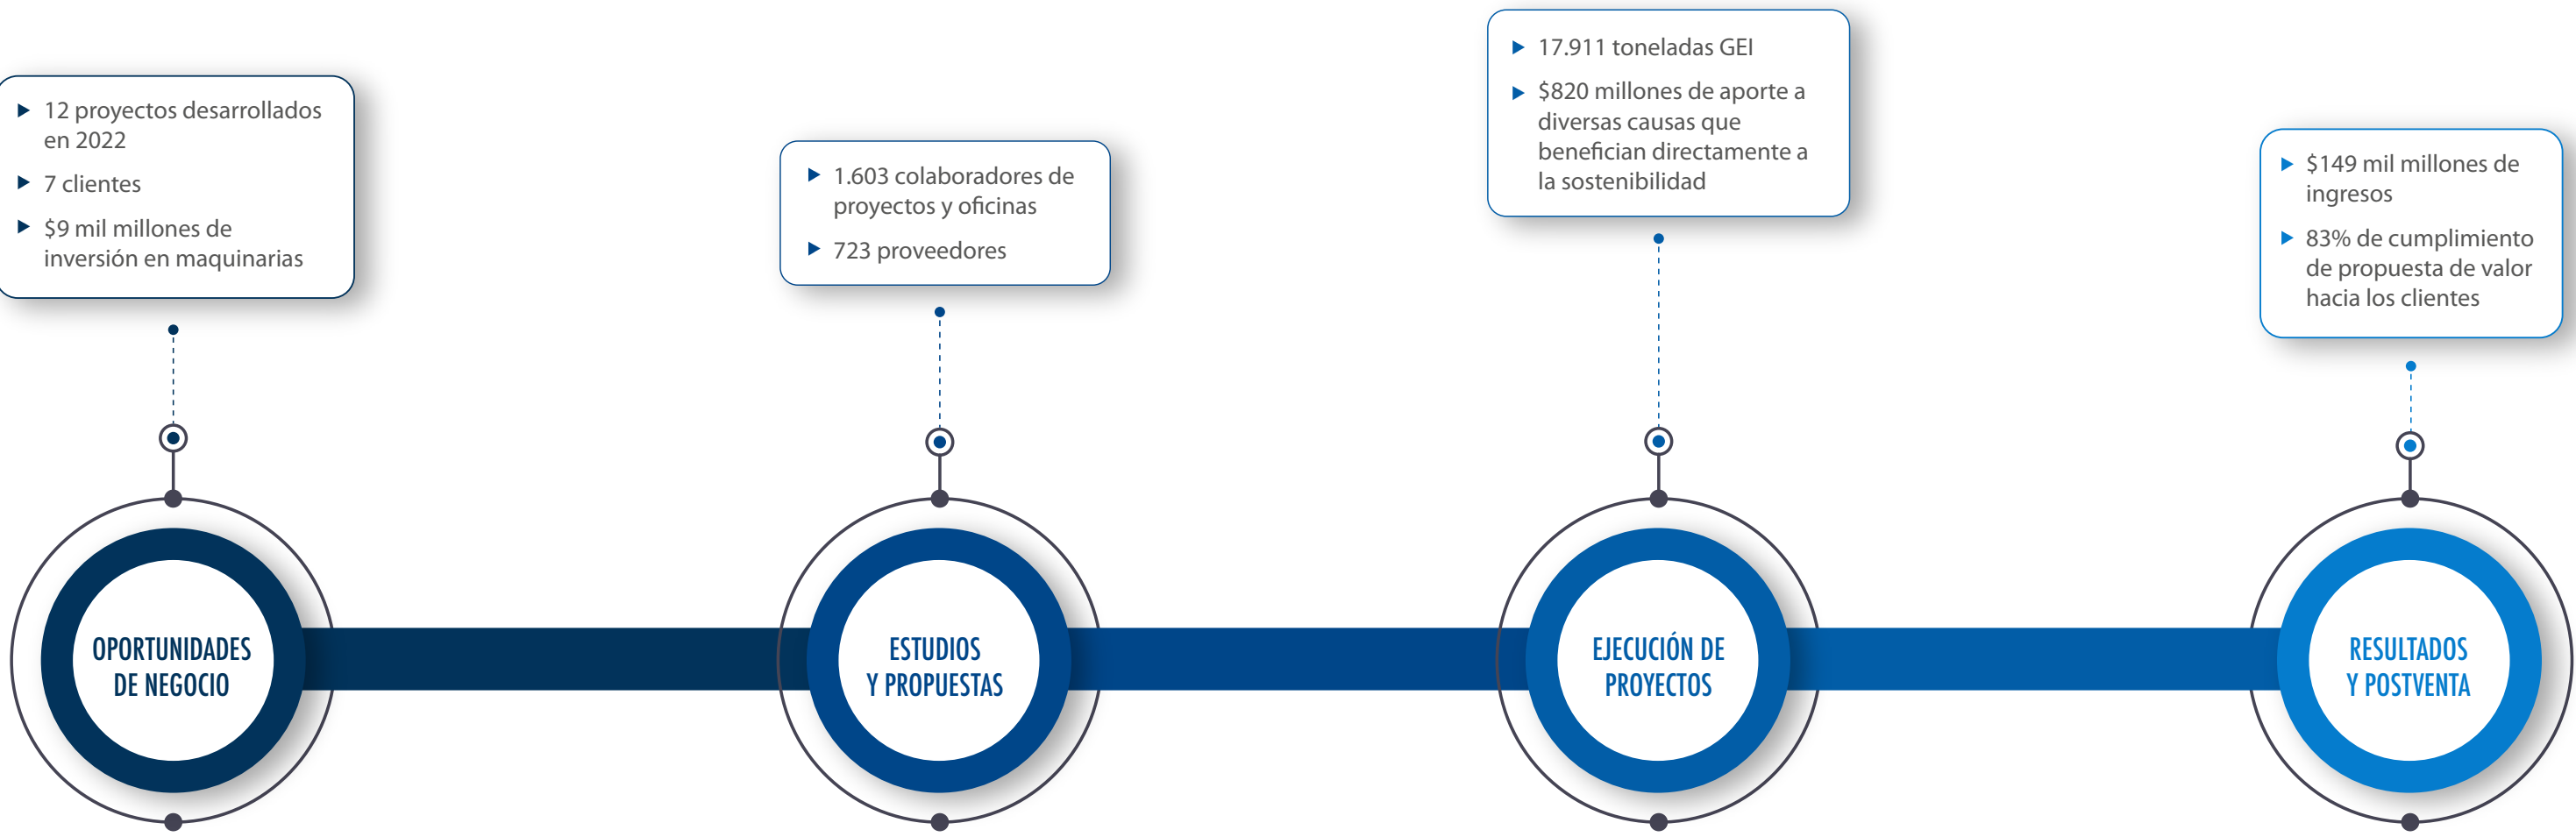 12 proyectos desarrollados
en 2022
7 clientes
$9 mil millones de
inversión en maquinarias
OPORTUNIDADES
DE NEGOCIO
1.603 colaboradores de
proyectos y oficinas
723 proveedores
ESTUDIOS
Y PROPUESTAS
17.911 toneladas GEI
$820 millones de aporte a
diversas causas que
benefician directamente a
la sostenibilidad
EJECUCIÓN DE
PROYECTOS
$149 mil millones de
ingresos
83% de cumplimiento
de propuesta de valor
hacia los clientes
RESULTADOS
Y POSTVENTA